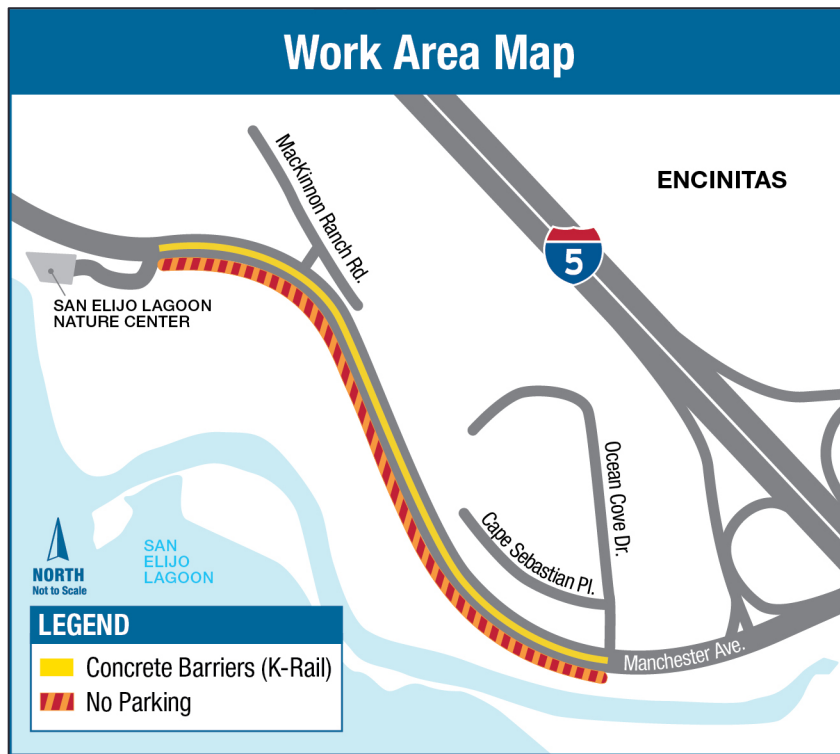 Work Area Map
MacKinnon Ranch Rd.
ENCINITAS
5
SAN ELIJO LAGOON
NATURE CENTER
Ocean Cove Dr.
Cape Sebastian Pl.
SAN
ELIJO
LAGOON
NORTH
Not to Scale
Manchester Ave.
LEGEND
Concrete Barriers (K-Rail)
No Parking